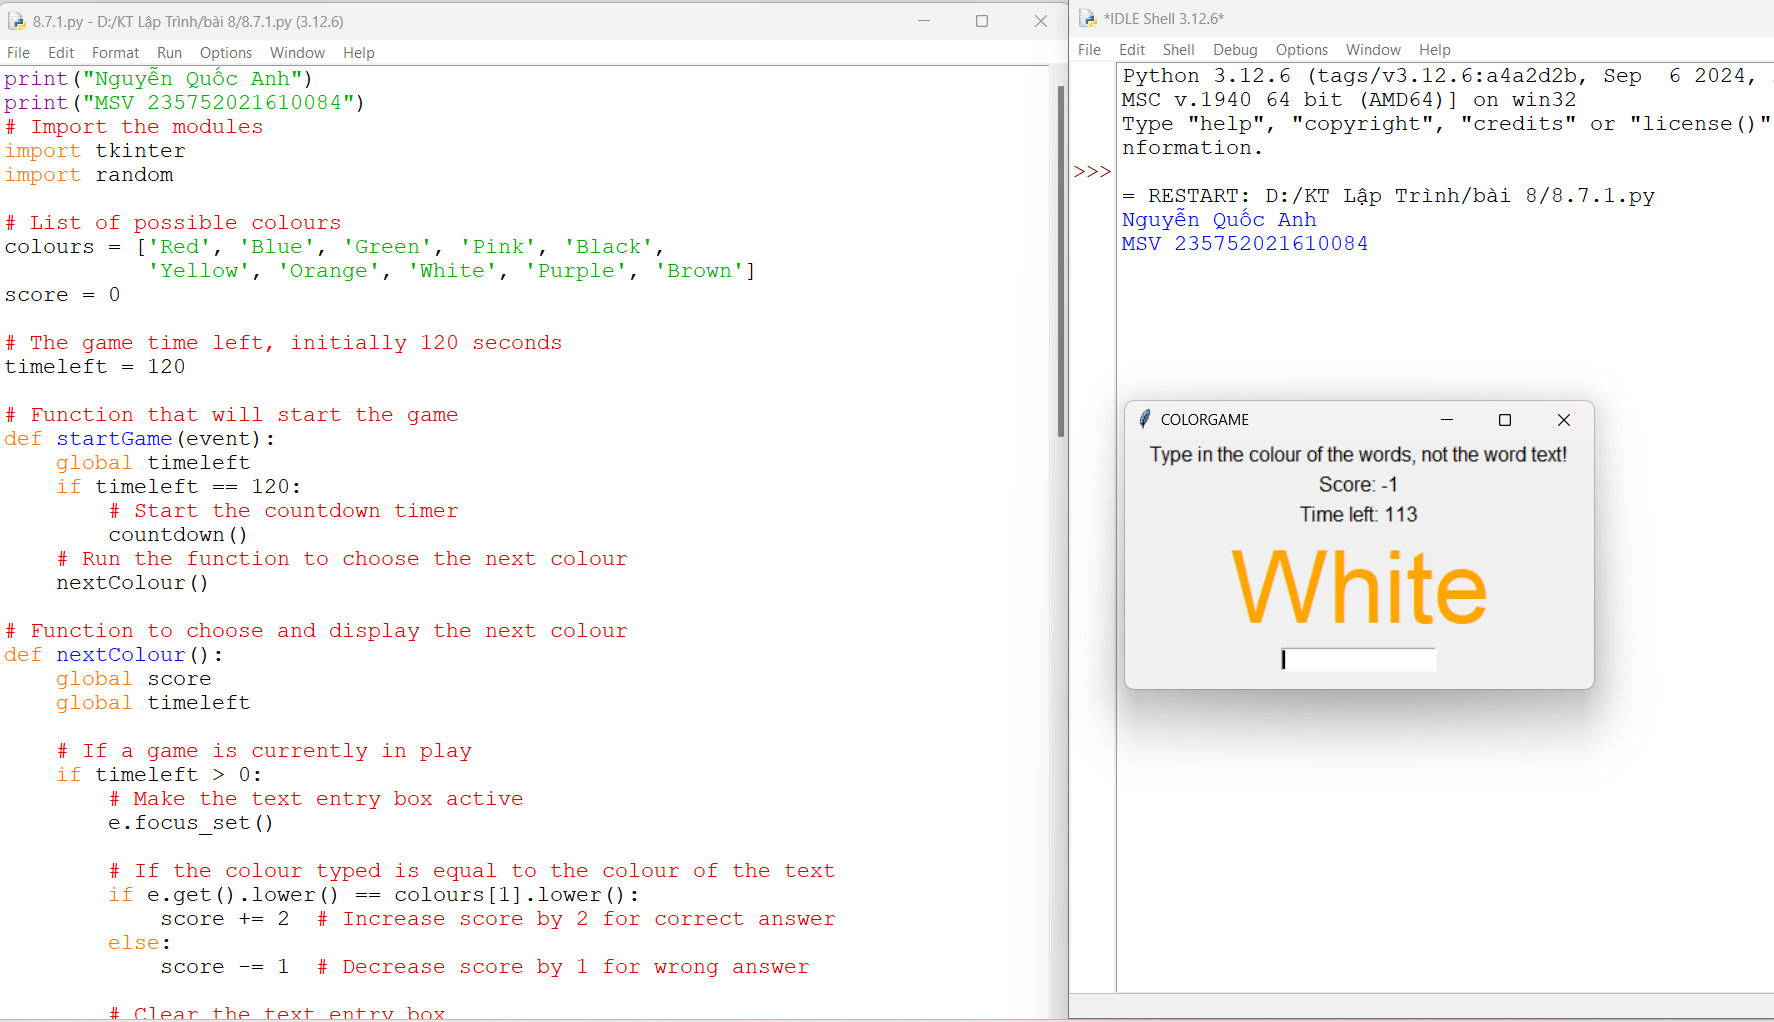 8.7.1.py - D:/KT Lập Trình/bài 8/8.7.1.py (3.12.6)
File Edit Format Run Options Window Help
print("Nguyễn Quốc Anh")
print("MSV 235752021610084")
# Import the modules
import tkinter
import random
# List of possible colours
colours = ['Red', 'Blue', 'Green', 'Pink', 'Black',
           'Yellow', 'Orange', 'White', 'Purple', 'Brown']
score = 0
# The game time left, initially 120 seconds
timeleft = 120
# Function that will start the game
def startGame(event):
    global timeleft
    if timeleft == 120:
        # Start the countdown timer
        countdown()
    # Run the function to choose the next colour
    nextColour()
# Function to choose and display the next colour
def nextColour():
    global score
    global timeleft
    # If a game is currently in play
    if timeleft > 0:
        # Make the text entry box active
        e.focus_set()
        # If the colour typed is equal to the colour of the text
        if e.get().lower() == colours[1].lower():
            score += 2  # Increase score by 2 for correct answer
        else:
            score -= 1  # Decrease score by 1 for wrong answer
        # Clear the text entry box
*IDLE Shell 3.12.6*
File Edit Shell Debug Options Window Help
Python 3.12.6 (tags/v3.12.6:a4a2d2b, Sep  6 2024,
MSC v.1940 64 bit (AMD64)] on win32
Type "help", "copyright", "credits" or "license()"
nformation.
>>>
= RESTART: D:/KT Lập Trình/bài 8/8.7.1.py
Nguyễn Quốc Anh
MSV 235752021610084
COLORGAME
Type in the colour of the words, not the word text!
Score: -1
Time left: 113
White